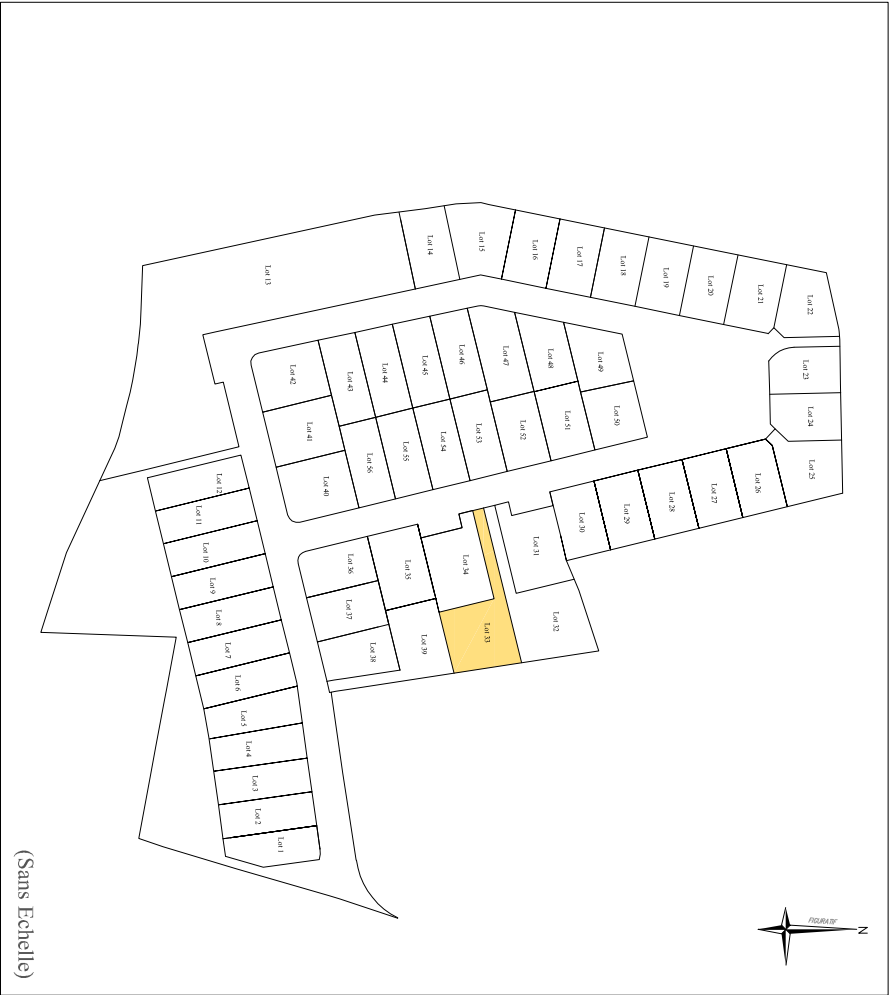 Lot 1
Lot 2
Lot 3
Lot 4
Lot 5
Lot 6
Lot 7
Lot 8
Lot 9
Lot 10
Lot 11
Lot 12
Lot 13
Lot 14
Lot 15
Lot 16
Lot 17
Lot 18
Lot 19
Lot 20
Lot 21
Lot 22
Lot 23
Lot 24
Lot 25
Lot 26
Lot 27
Lot 28
Lot 29
Lot 30
Lot 31
Lot 32
Lot 33
Lot 34
Lot 35
Lot 36
Lot 37
Lot 38
Lot 39
Lot 40
Lot 41
Lot 42
Lot 43
Lot 44
Lot 45
Lot 46
Lot 47
Lot 48
Lot 49
Lot 50
Lot 51
Lot 52
Lot 53
Lot 54
Lot 55
Lot 56
FIGURATIF
N
(Sans Echelle)